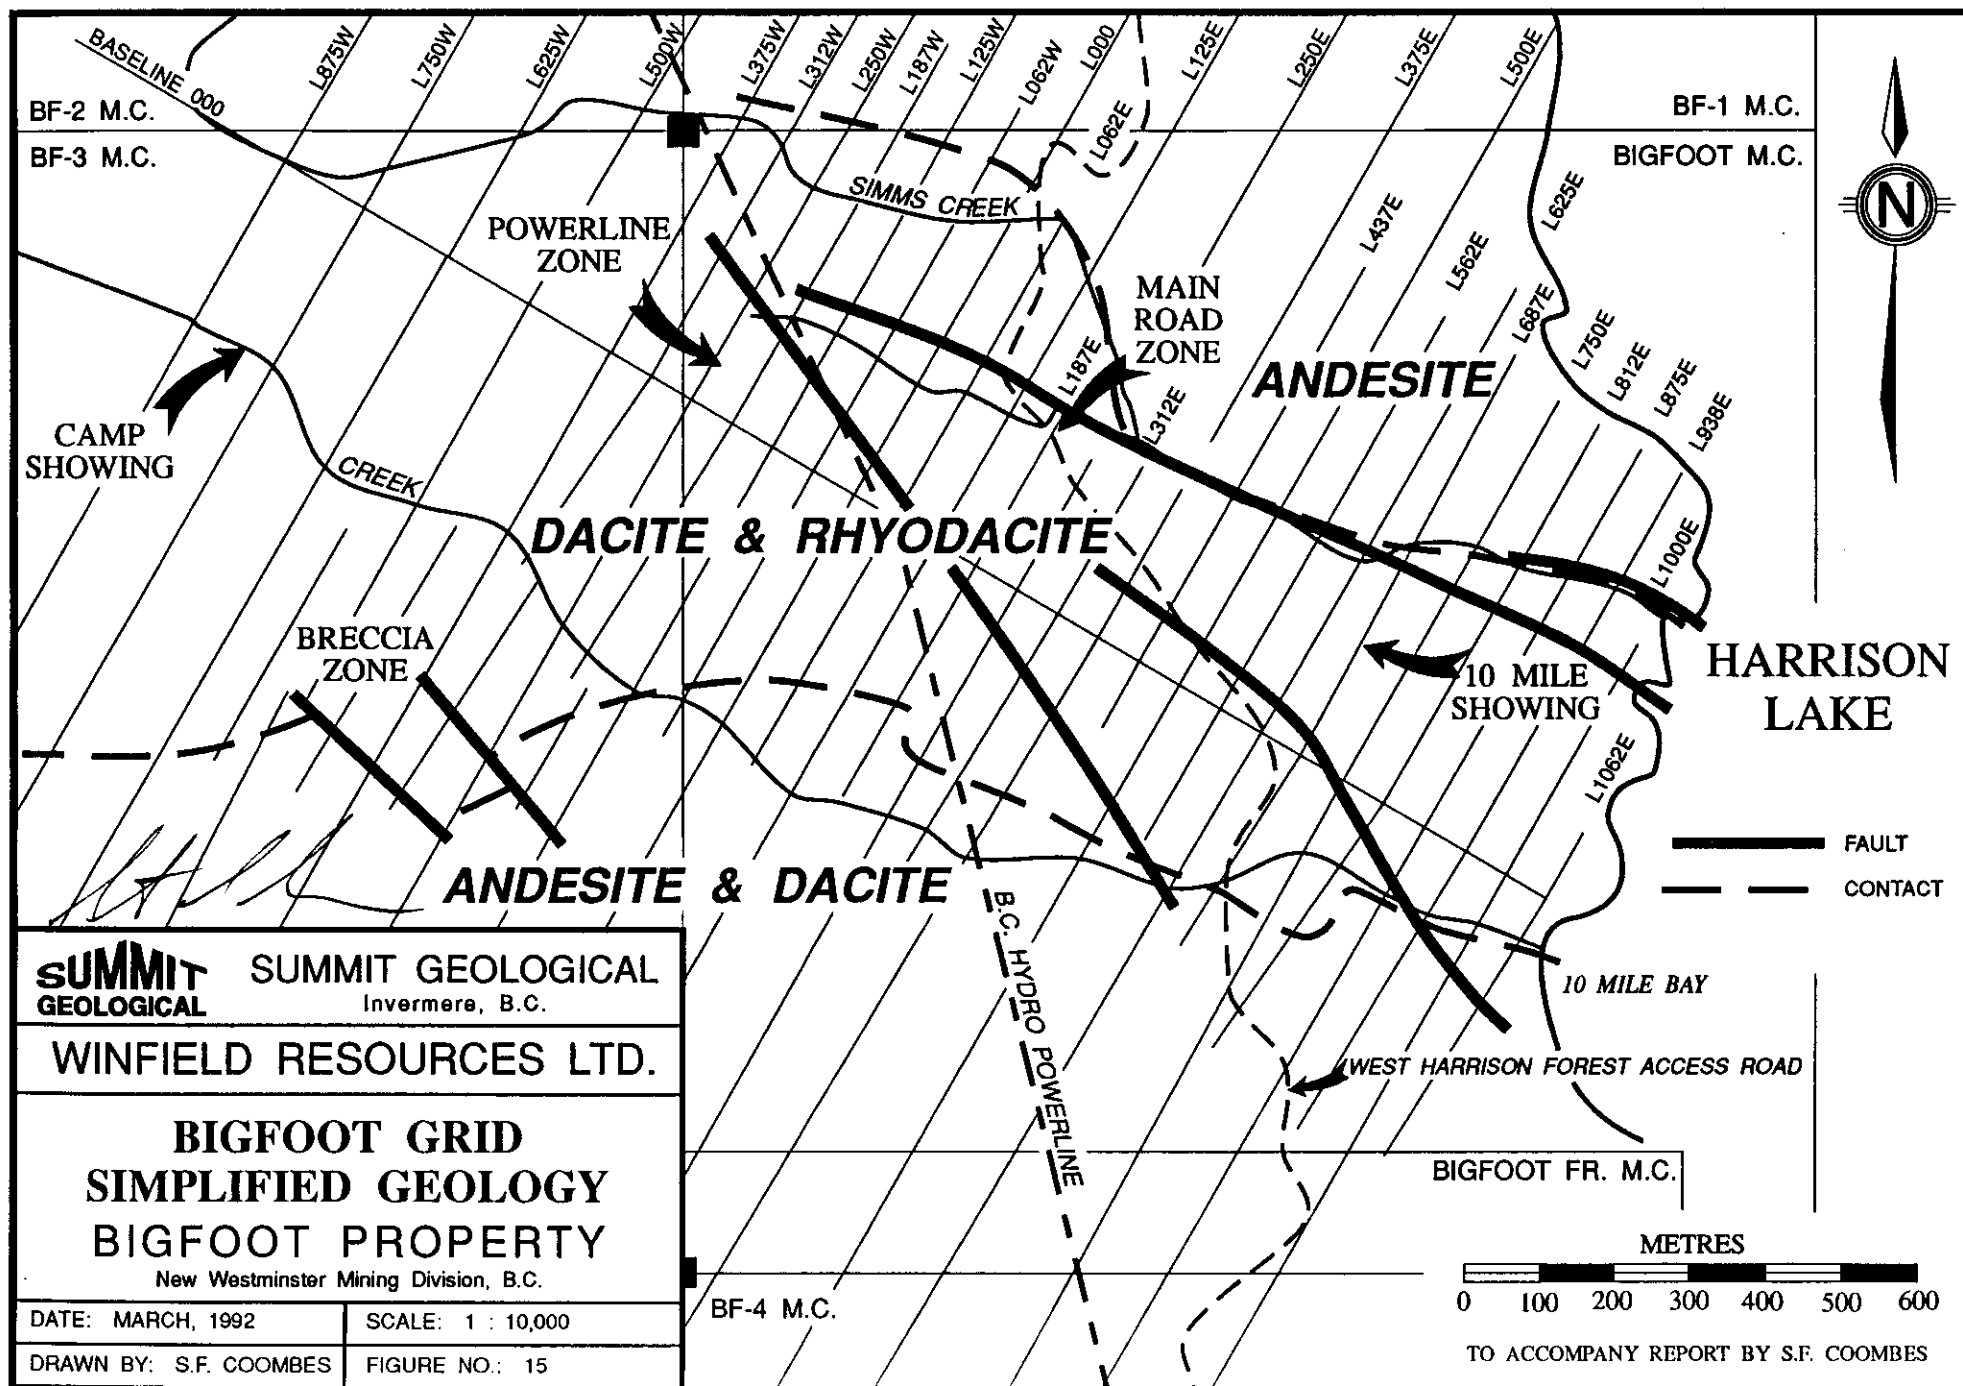 BASELINE 000
L875W
L750W
L625W
L500W
L375W
L312W
L250W
L187W
L125W
L062W
L000
L062E
L125E
L250E
L375E
L500E
BF-2 M.C.
BF-3 M.C.
BF-1 M.C.
BIGFOOT M.C.
N
SIMMS CREEK
L437E
L562E
L625E
L687E
L750E
L812E
L875E
L938E
L1000E
L1062E
L187E
L312E
POWERLINE
ZONE
MAIN
ROAD
ZONE
ANDESITE
CAMP
SHOWING
CREEK
DACITE & RHYODACITE
BRECCIA
ZONE
10 MILE
SHOWING
HARRISON
LAKE
ANDESITE & DACITE
FAULT
CONTACT
B.C. HYDRO POWERLINE
10 MILE BAY
WEST HARRISON FOREST ACCESS ROAD
BIGFOOT FR. M.C.
BF-4 M.C.
METRES
0 100 200 300 400 500 600
TO ACCOMPANY REPORT BY S.F. COOMBES
SUMMIT
GEOLOGICAL
SUMMIT GEOLOGICAL
Invermere, B.C.
WINFIELD RESOURCES LTD.
BIGFOOT GRID
SIMPLIFIED GEOLOGY
BIGFOOT PROPERTY
New Westminster Mining Division, B.C.
DATE: MARCH, 1992
SCALE: 1 : 10,000
DRAWN BY: S.F. COOMBES
FIGURE NO.: 15